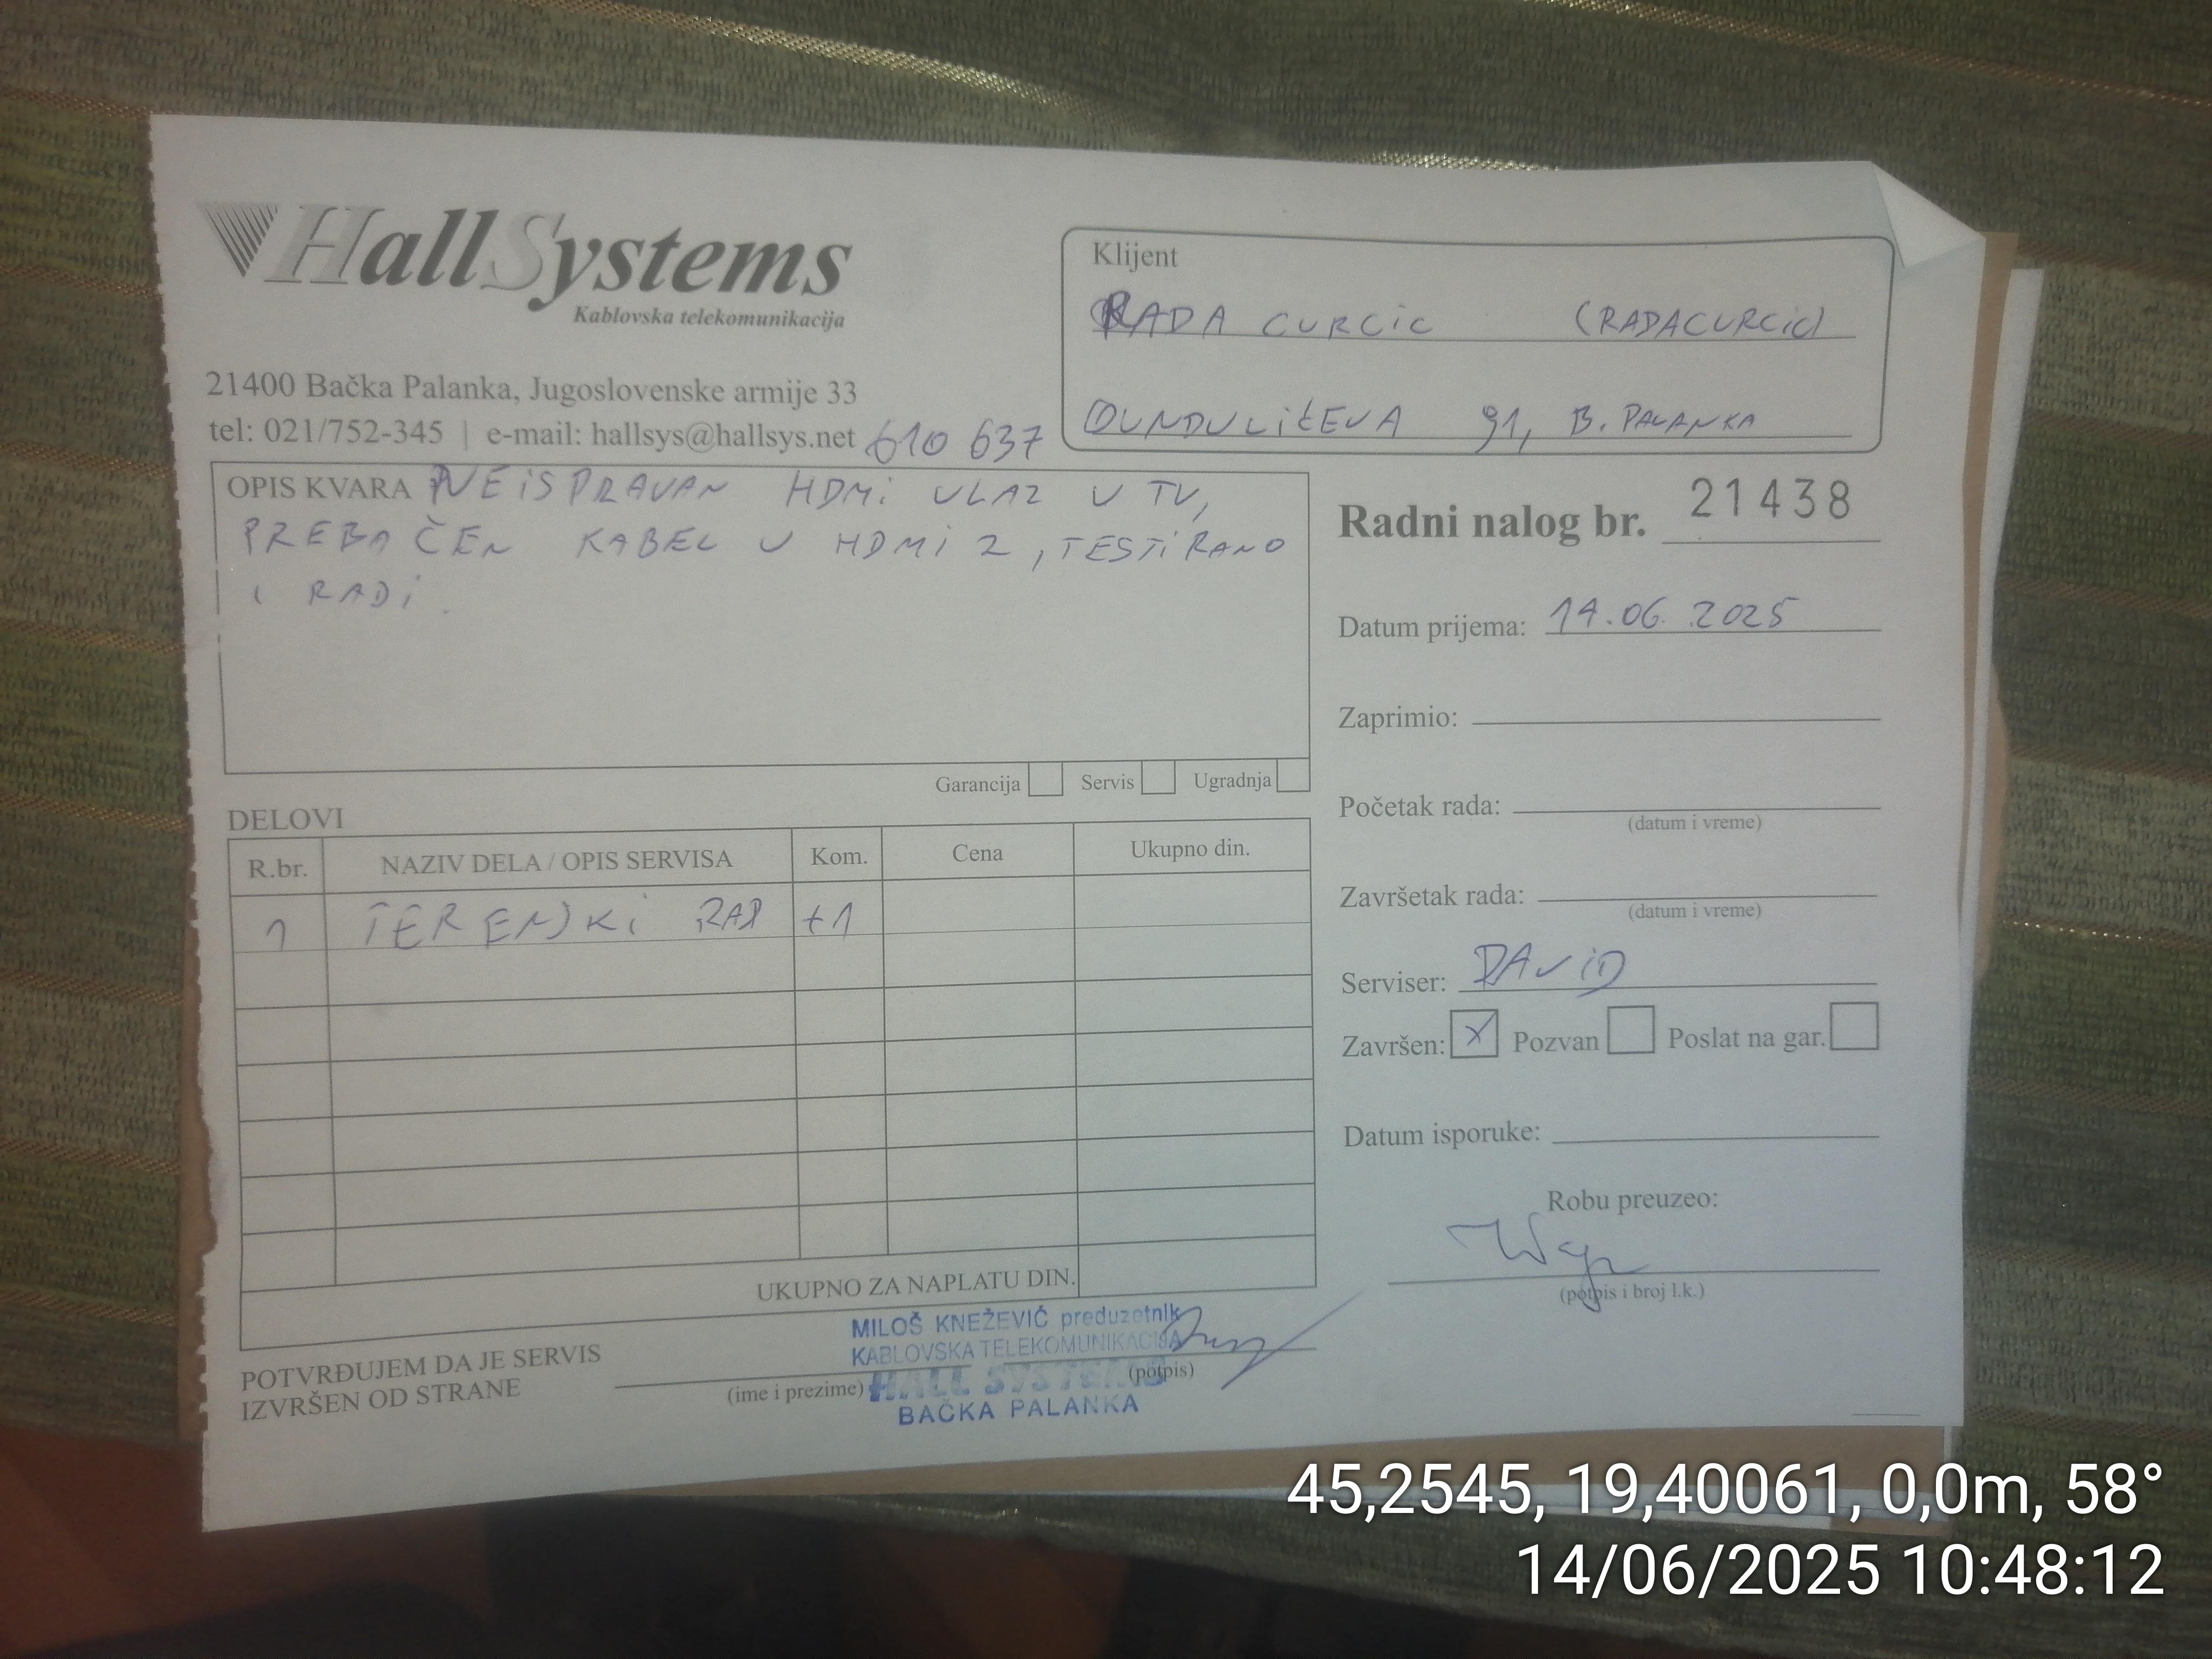 HallSystems
Kablovska telekomunikacija
21400 Bačka Palanka, Jugoslovenske armije 33
tel: 021/752-345 | e-mail: hallsys@hallsys.net 610 637
Klijent
RADA CURCIC (RADACURCIC)
GUNDULIĆEVA 91, B. PALANKA
OPIS KVARA NEISPRAVAN HDMI ULAZ U TV,
PREBAČEN KABEL U HDMI 2, TESTIRANO
I RADI.
Garancija Servis Ugradnja
Radni nalog br. 21438
Datum prijema: 14.06.2025
Zaprimio:
Početak rada:
(datum i vreme)
Završetak rada:
(datum i vreme)
Serviser: DAVID
Završen: X Pozvan Poslat na gar.
Datum isporuke:
Robu preuzeo:
(potpis i broj l.k.)
DELOVI
R.br. NAZIV DELA / OPIS SERVISA Kom. Cena Ukupno din.
1 TERENSKI RAD +1
UKUPNO ZA NAPLATU DIN.
POTVRĐUJEM DA JE SERVIS
IZVRŠEN OD STRANE
(ime i prezime) (potpis)
MILOŠ KNEŽEVIĆ preduzetnik
KABLOVSKA TELEKOMUNIKACIJA
HALL SYSTEMS
BAČKA PALANKA
45,2545, 19,40061, 0,0m, 58°
14/06/2025 10:48:12